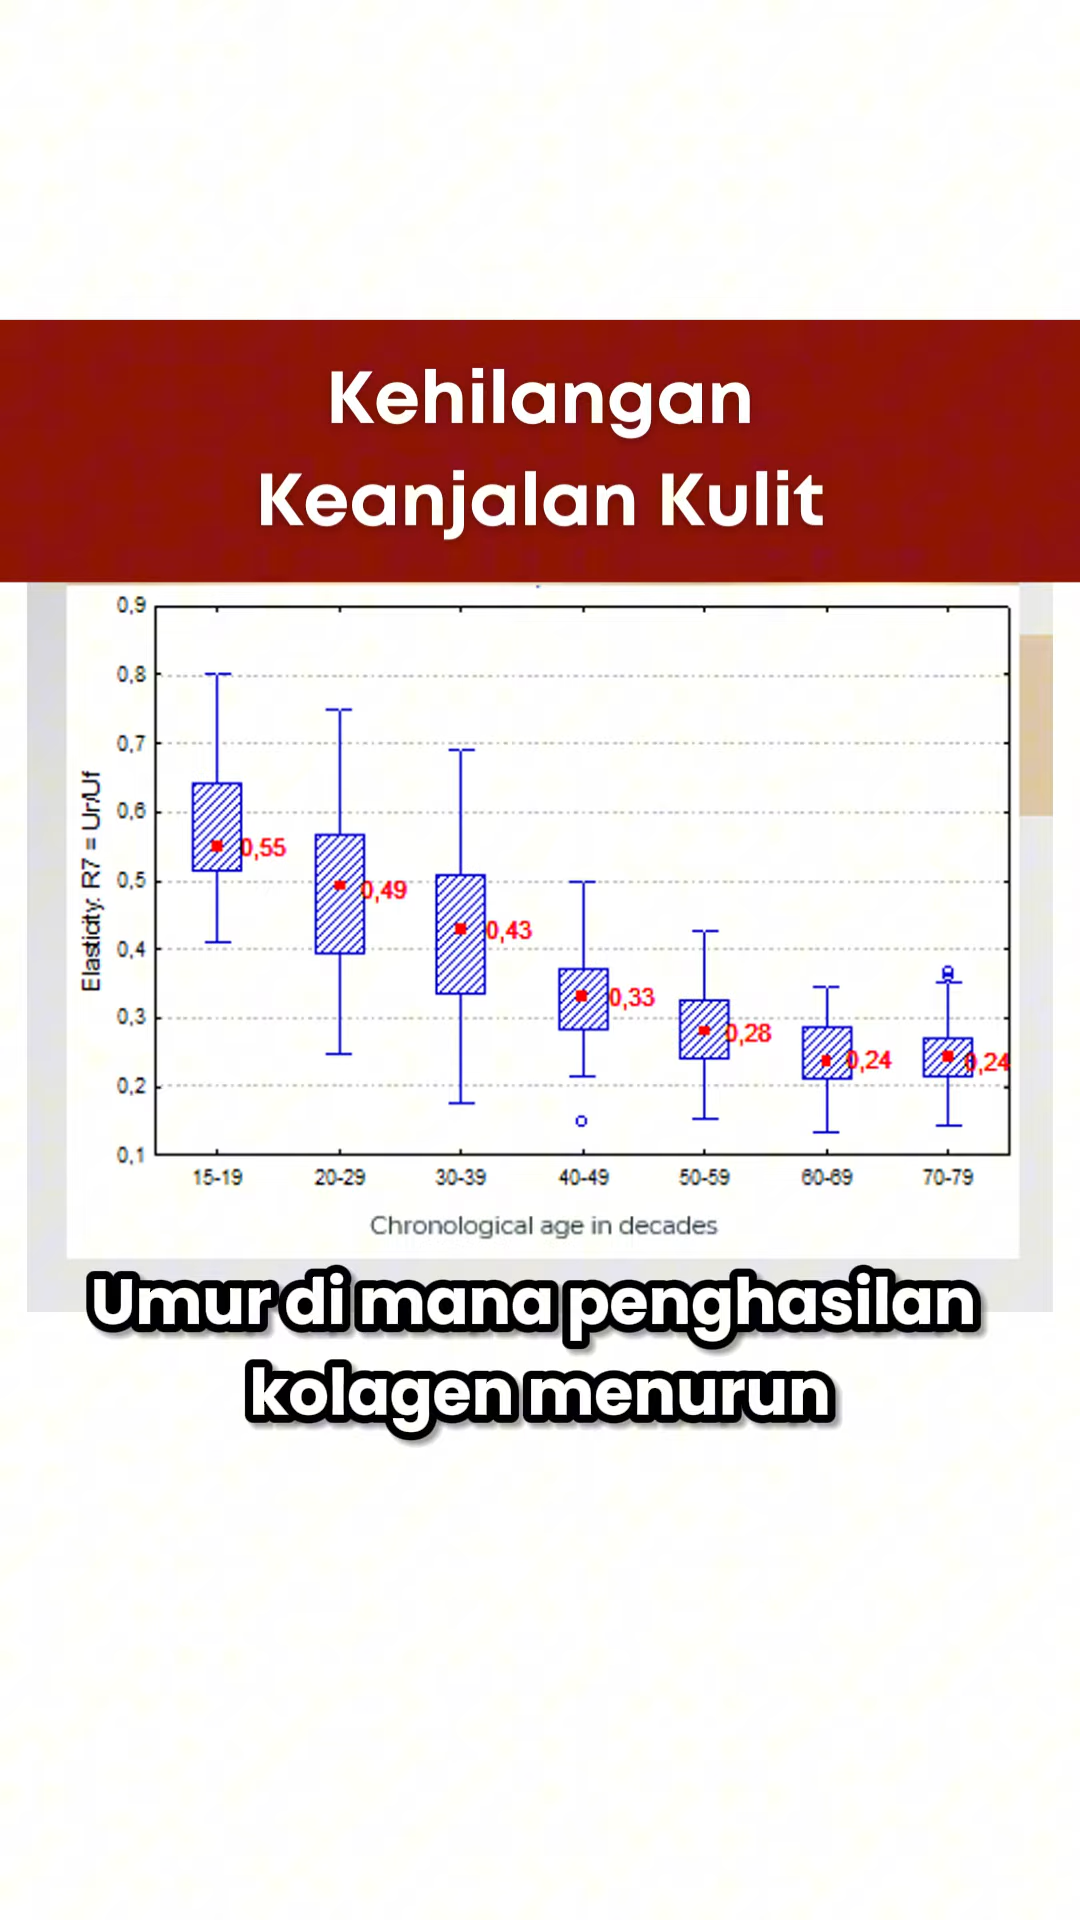 Kehilangan
Keanjalan Kulit
0,9
0,8
0,7
0,6
0,5
0,4
0,3
0,2
0,1
Elasticity. R7 = Ur/Uf
0,55
0,49
0,43
0,33
0,28
0,24
0,24
15-19 20-29 30-39 40-49 50-59 60-69 70-79
Chronological age in decades
Umur di mana penghasilan
kolagen menurun